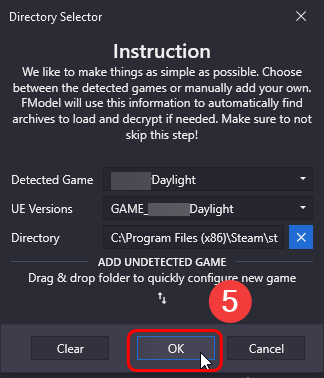 Directory Selector
Instruction
We like to make things as simple as possible. Choose
between the detected games or manually add your own.
FModel will use this information to automatically find
archives to load and decrypt if needed. Make sure to not
skip this step!
Detected Game Daylight
UE Versions GAME_ Daylight
Directory C:\Program Files (x86)\Steam\st
ADD UNDETECTED GAME
Drag & drop folder to quickly configure new game
5
Clear OK Cancel